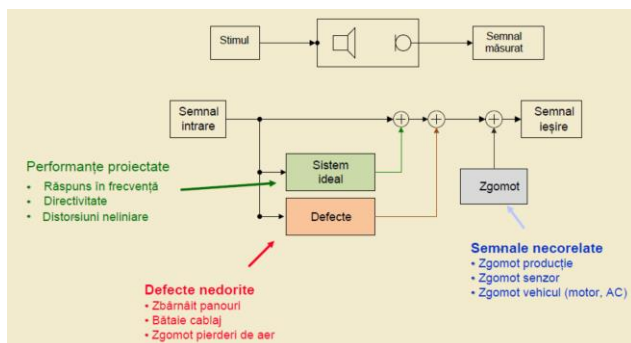 Stimul
Semnal
măsurat
Semnal
intrare
Semnal
ieșire
Performanțe proiectate
• Răspuns în frecvență
• Directivitate
• Distorsiuni neliniare
Sistem
ideal
Defecte
Zgomot
Defecte nedorite
• Zbârnâit panouri
• Bătaie cablaj
• Zgomot pierderi de aer
Semnale necorelate
• Zgomot producție
• Zgomot senzor
• Zgomot vehicul (motor, AC)